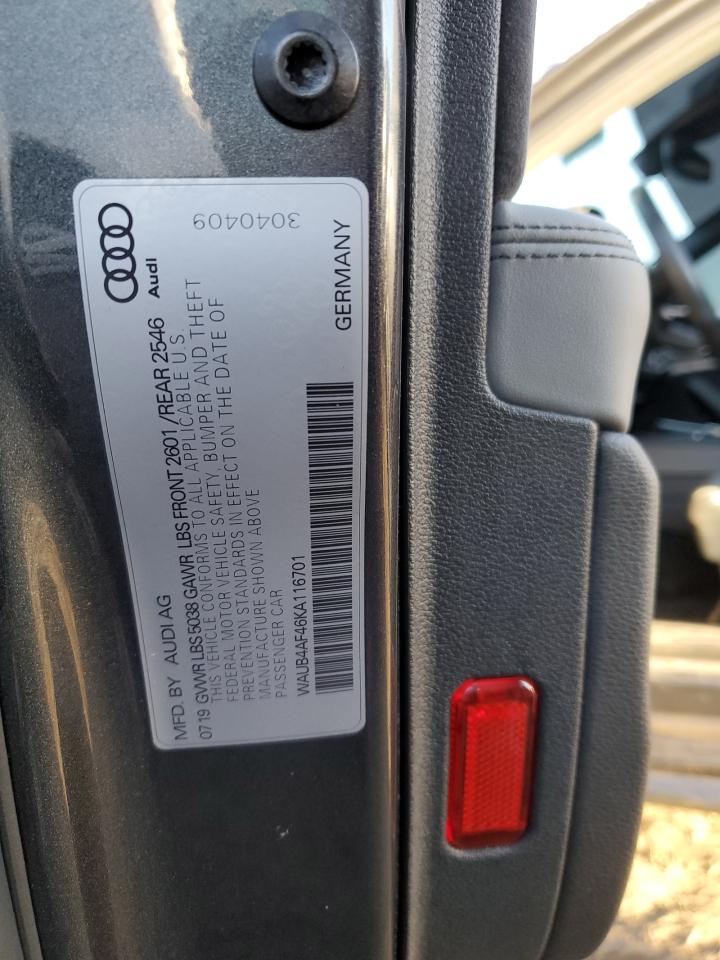 Audi
3040409
MFD. BY AUDI AG
GERMANY
0719 GVWR LBS 5038 GAWR LBS FRONT 2601/REAR 2546
THIS VEHICLE CONFORMS TO ALL APPLICABLE U.S.
FEDERAL MOTOR VEHICLE SAFETY, BUMPER AND THEFT
PREVENTION STANDARDS IN EFFECT ON THE DATE OF
MANUFACTURE SHOWN ABOVE
PASSENGER CAR
WAUB4AF46KA116701